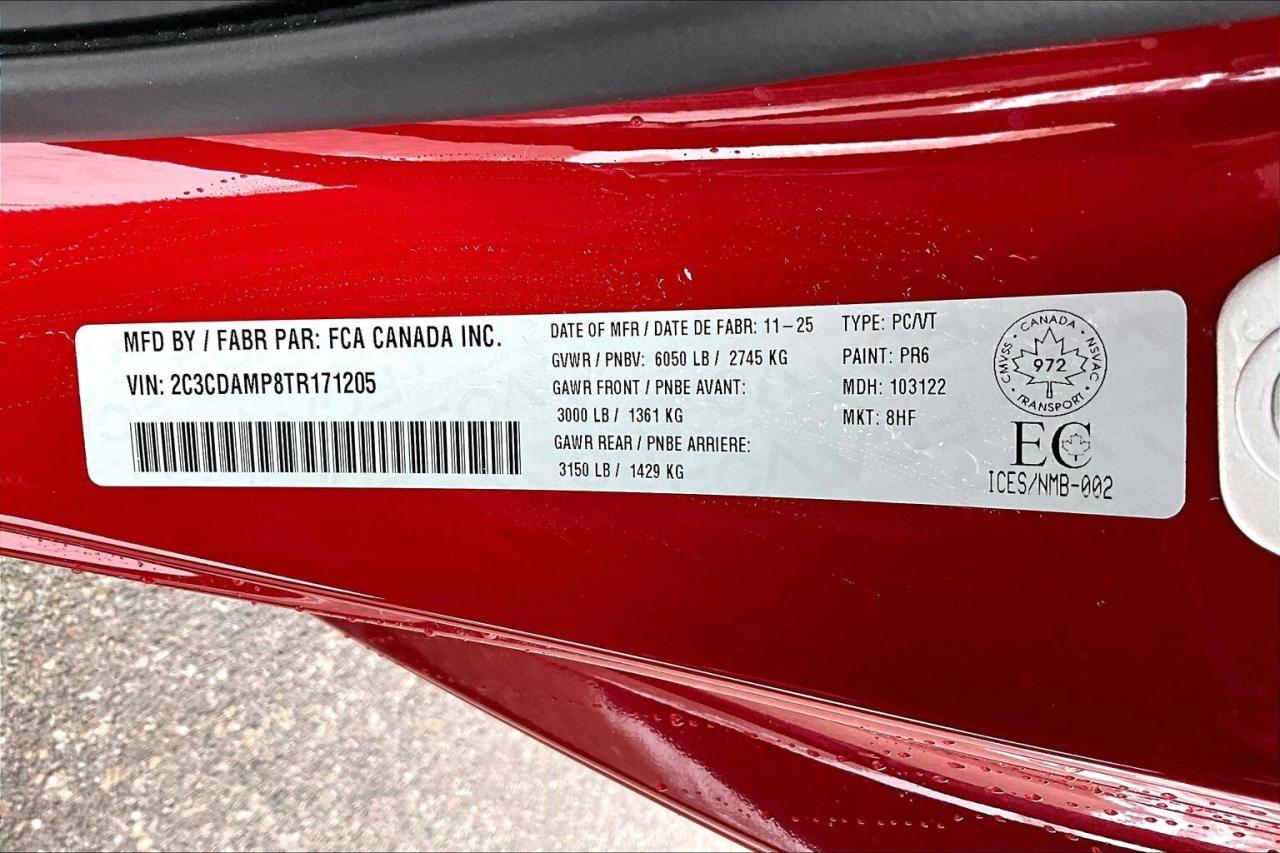 MFD BY / FABR PAR: FCA CANADA INC.
VIN: 2C3CDAMP8TR171205
DATE OF MFR / DATE DE FABR: 11-25
GVWR / PNBV: 6050 LB / 2745 KG
GAWR FRONT / PNBE AVANT:
3000 LB / 1361 KG
GAWR REAR / PNBE ARRIERE:
3150 LB / 1429 KG
TYPE: PC/VT
PAINT: PR6
MDH: 103122
MKT: 8HF
CMVSS · CANADA · NSVAC · TRANSPORT ·
972
EC
ICES/NMB-002